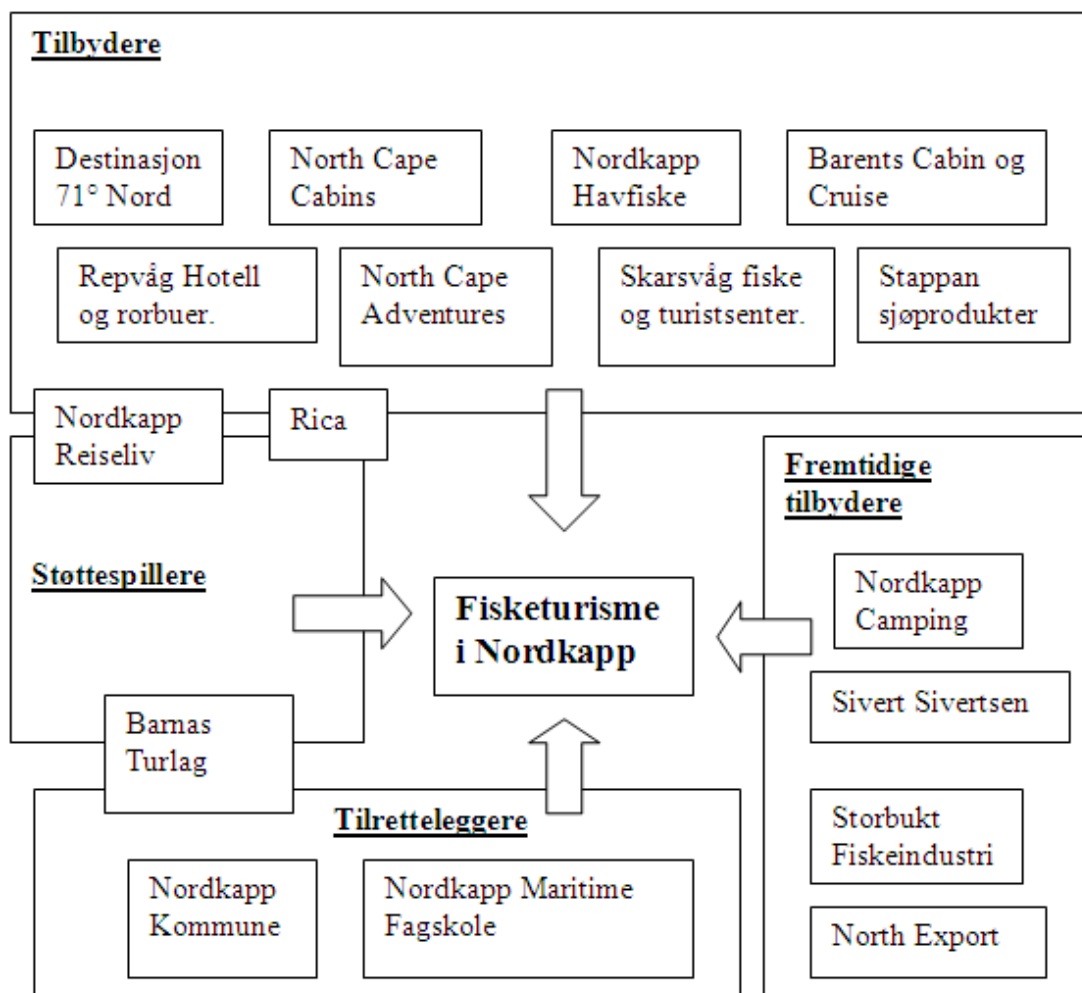 Tilbydere
Destinasjon
71° Nord
North Cape
Cabins
Nordkapp
Havfiske
Barents Cabin og
Cruise
Repvåg Hotell
og rorbuer.
North Cape
Adventures
Skarsvåg fiske
og turistsenter.
Stappan
sjøprodukter
Nordkapp
Reiseliv
Rica
Støttespillere
Fisketurisme
i Nordkapp
Fremtidige
tilbydere
Nordkapp
Camping
Sivert Sivertsen
Storbukt
Fiskeindustri
North Export
Barnas
Turlag
Tilretteleggere
Nordkapp
Kommune
Nordkapp Maritime
Fagskole